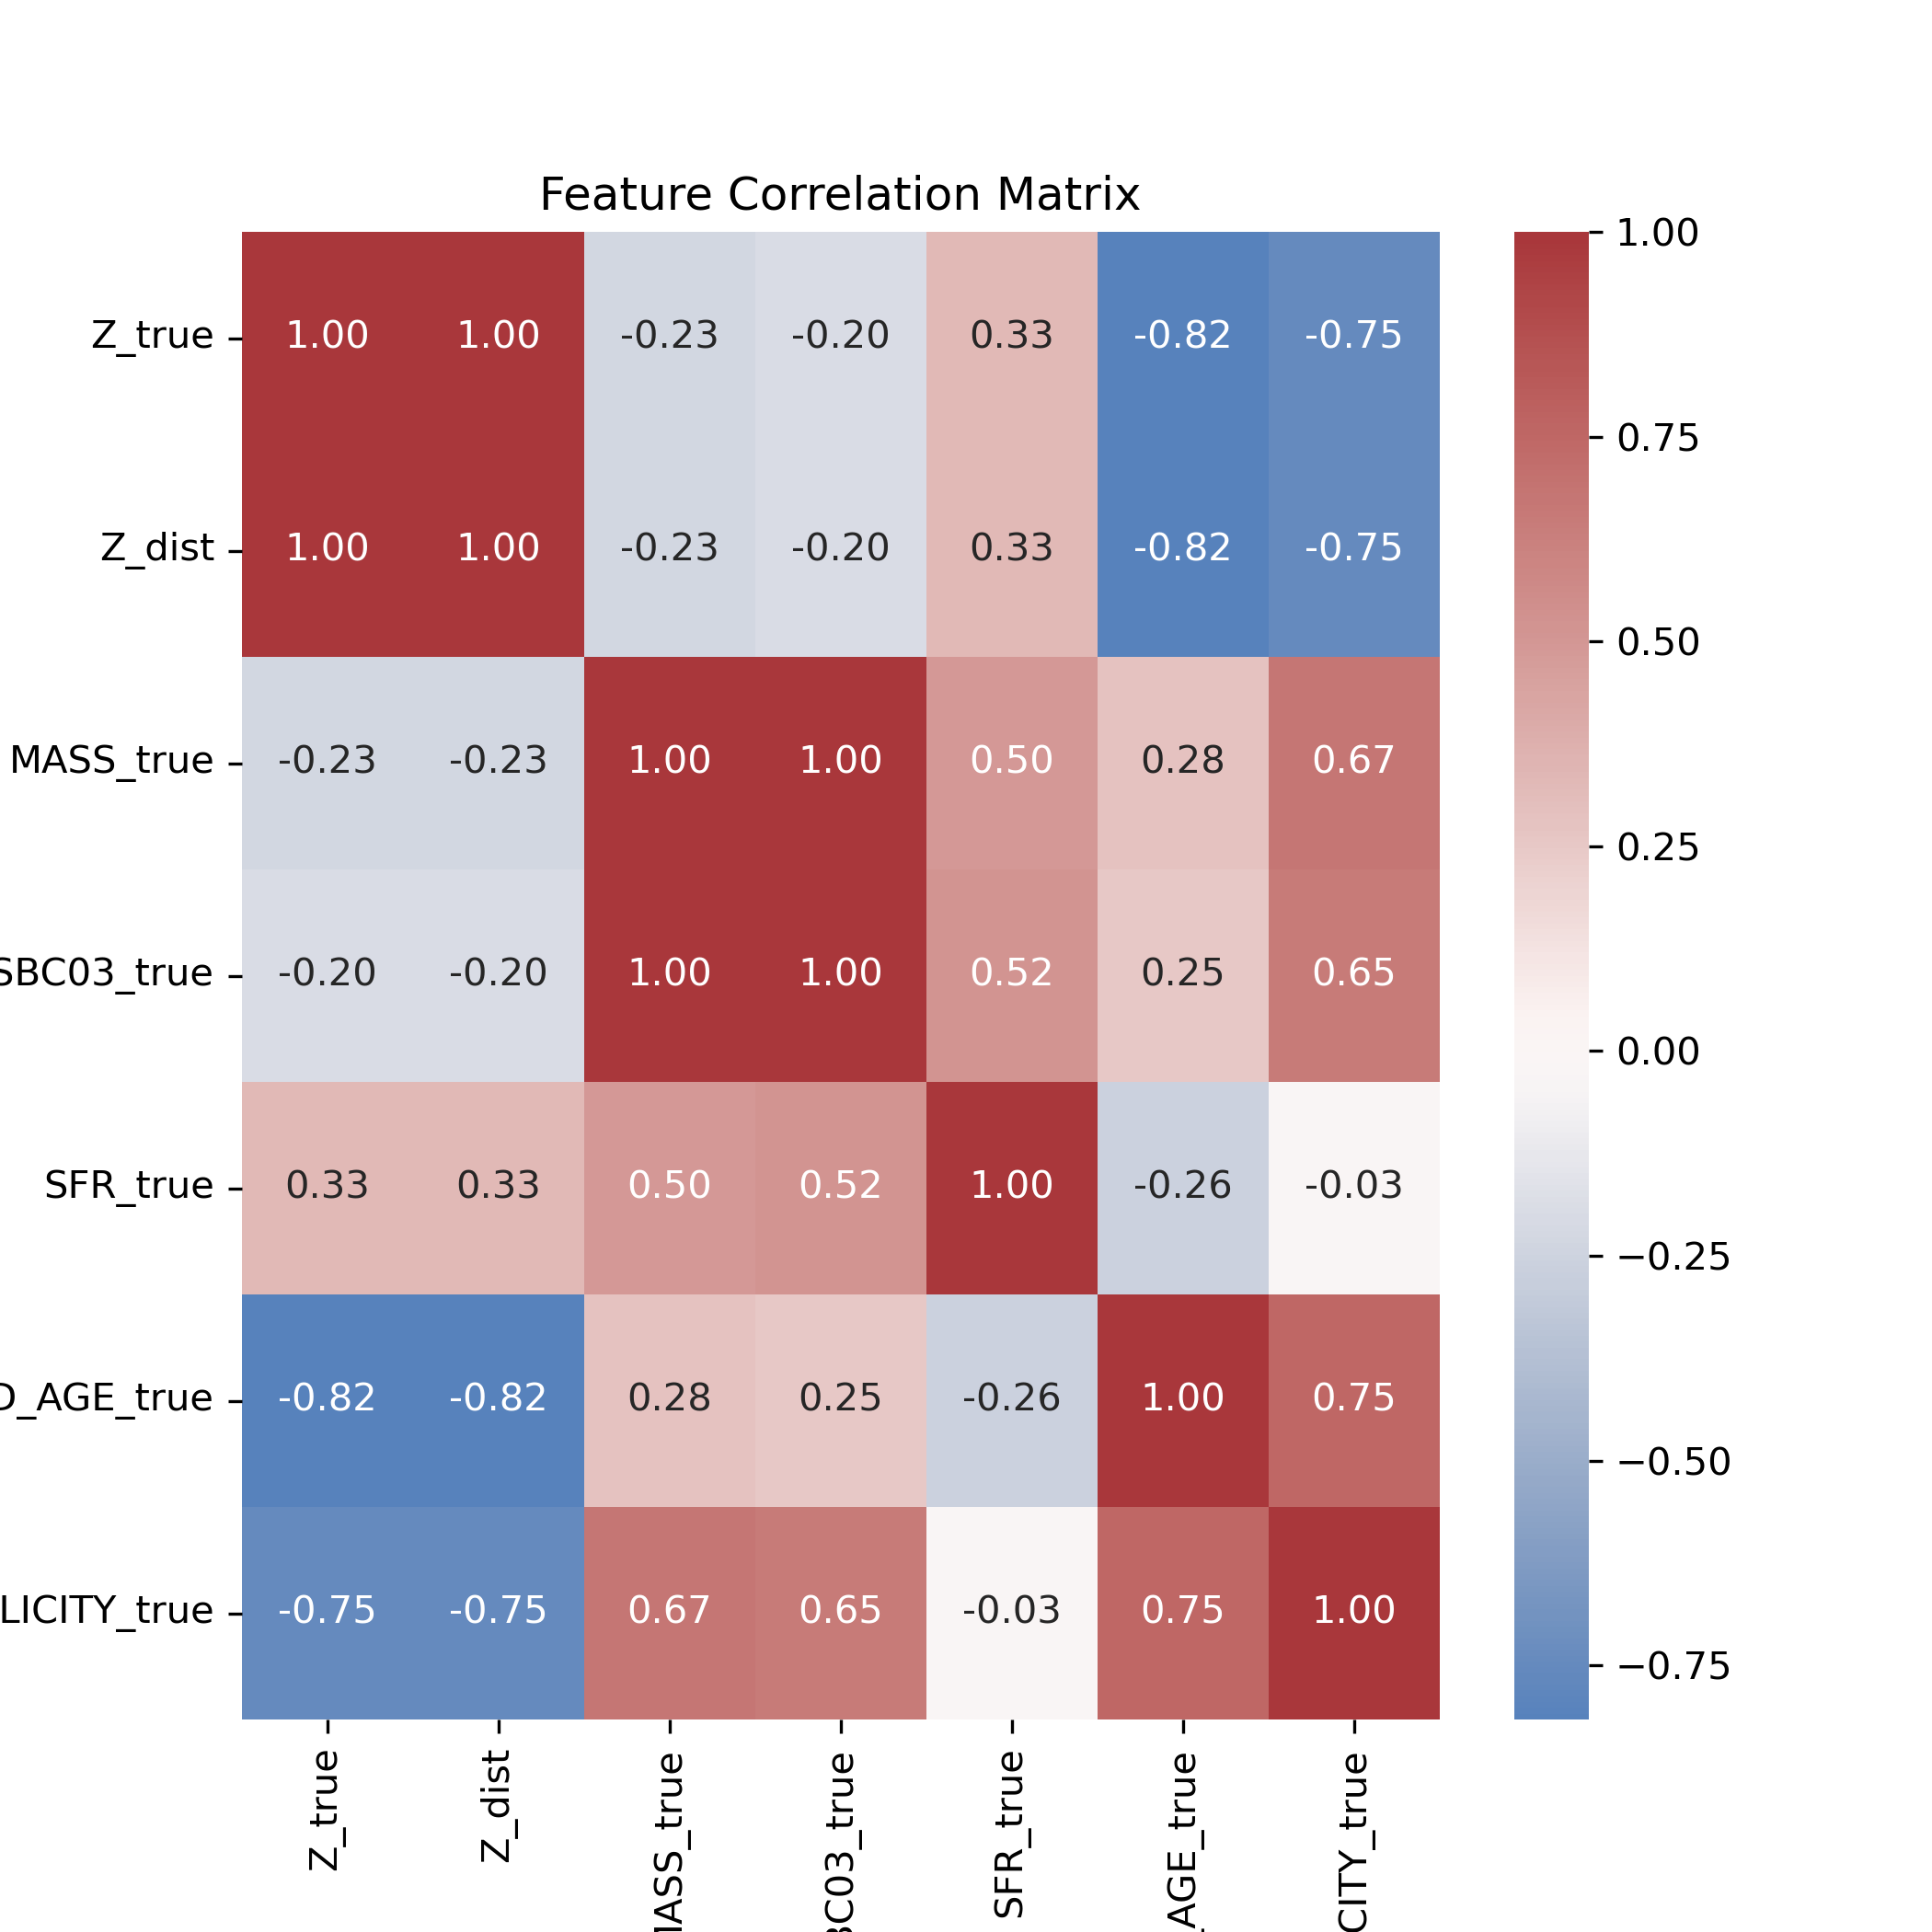 Feature Correlation Matrix
Z_true 1.00 1.00 -0.23 -0.20 0.33 -0.82 -0.75
Z_dist 1.00 1.00 -0.23 -0.20 0.33 -0.82 -0.75
MASS_true -0.23 -0.23 1.00 1.00 0.50 0.28 0.67
SBC03_true -0.20 -0.20 1.00 1.00 0.52 0.25 0.65
SFR_true 0.33 0.33 0.50 0.52 1.00 -0.26 -0.03
D_AGE_true -0.82 -0.82 0.28 0.25 -0.26 1.00 0.75
LICITY_true -0.75 -0.75 0.67 0.65 -0.03 0.75 1.00
Z_true
Z_dist
MASS_true
BC03_true
SFR_true
_AGE_true
CITY_true
1.00
0.75
0.50
0.25
0.00
−0.25
−0.50
−0.75